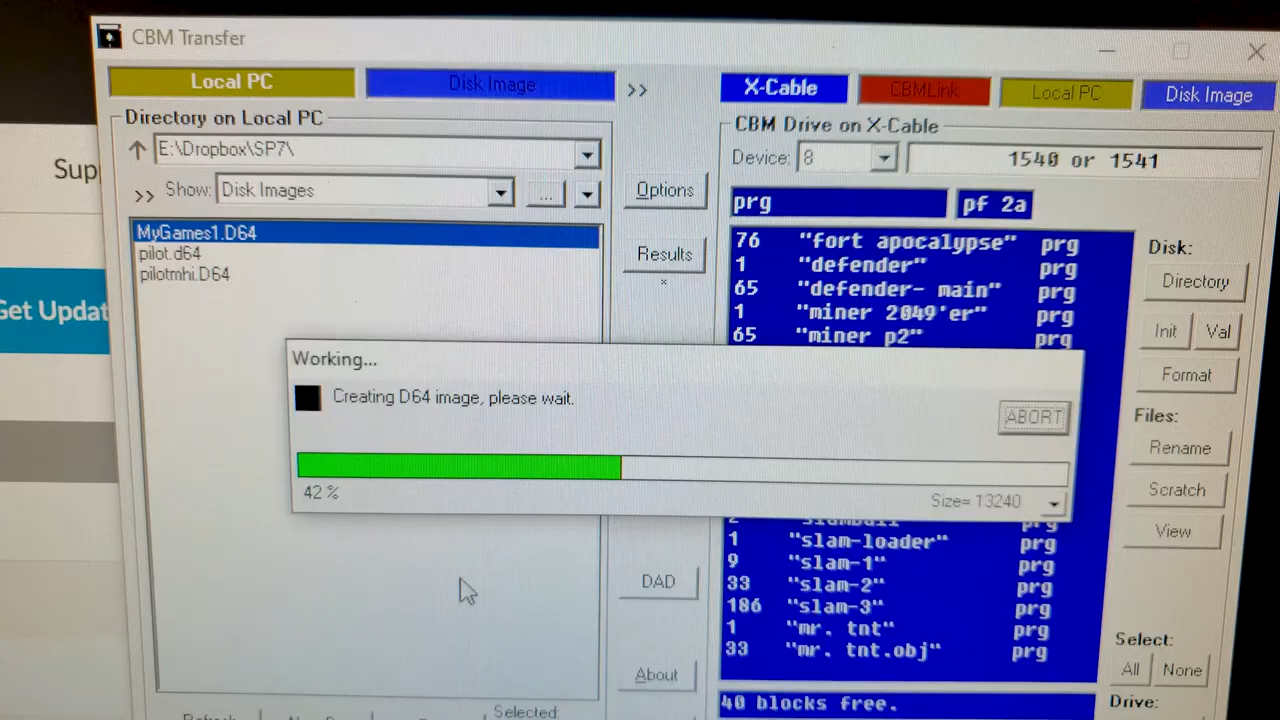 CBM Transfer
Local PC
Disk Image
>>
X-Cable
CBMLink
Local PC
Disk Image
Directory on Local PC
CBM Drive on X-Cable
E:\Dropbox\SP7\
Device: 8
1540 or 1541
>> Show: Disk Images
...
Options
prg
pf 2a
MyGames1.D64
pilot.d64
pilotmhi.D64
Results
76 "fort apocalypse" prg
1 "defender" prg
65 "defender- main" prg
1 "miner 2049'er" prg
65 "miner p2" prg
Disk:
Directory
Init
Val
Format
Files:
Rename
Scratch
View
Working...
Creating D64 image, please wait.
ABORT
42 %
Size= 13240
2 "slamball" prg
1 "slam-loader" prg
9 "slam-1" prg
33 "slam-2" prg
186 "slam-3" prg
1 "mr. tnt" prg
33 "mr. tnt.obj" prg
DAD
About
Select:
All
None
Drive:
40 blocks free.
Selected:
Supp
Get Updat